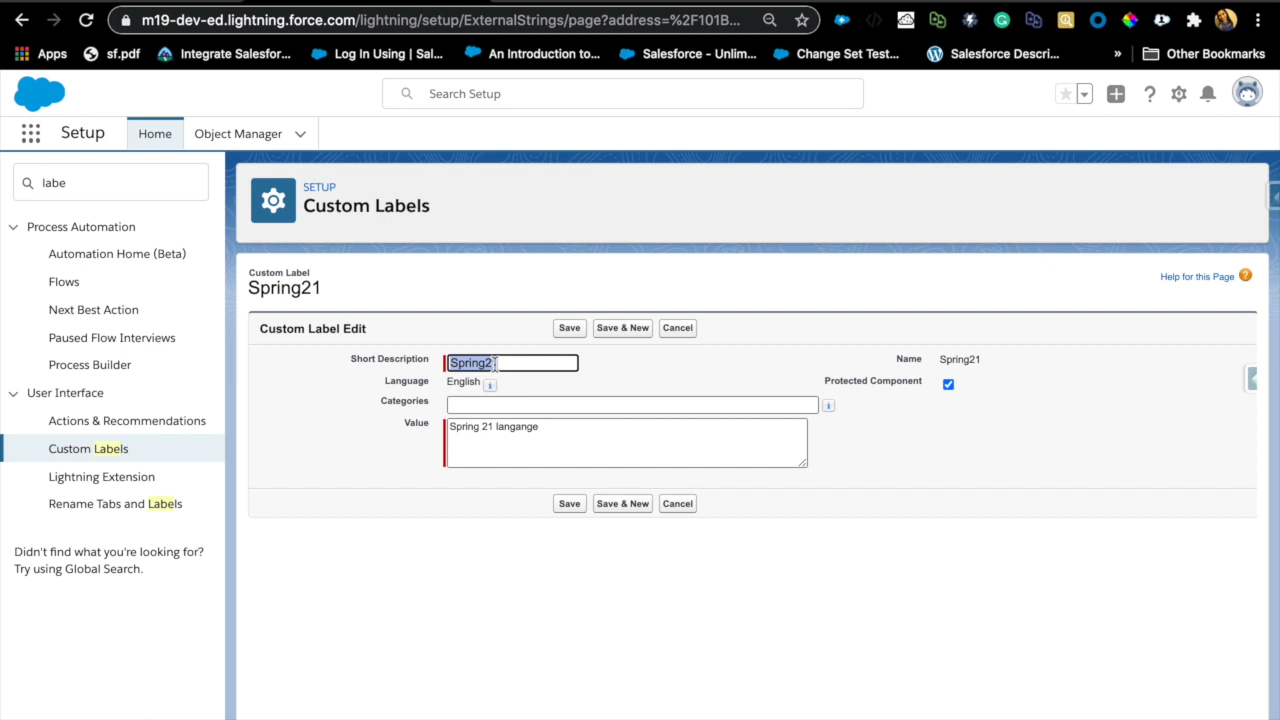 m19-dev-ed.lightning.force.com/lightning/setup/ExternalStrings/page?address=%2F101B...
Apps sf.pdf Integrate Salesfor... Log In Using | Sal... An Introduction to... Salesforce – Unlim... Change Set Test... Salesforce Descri... » Other Bookmarks
Search Setup
Setup Home Object Manager
labe
Process Automation
Automation Home (Beta)
Flows
Next Best Action
Paused Flow Interviews
Process Builder
User Interface
Actions & Recommendations
Custom Labels
Lightning Extension
Rename Tabs and Labels
Didn't find what you're looking for?
Try using Global Search.
SETUP
Custom Labels
Custom Label
Spring21
Help for this Page
Custom Label Edit Save Save & New Cancel
Short Description Spring2 Name Spring21
Language English Protected Component
Categories
Value Spring 21 langange
Save Save & New Cancel